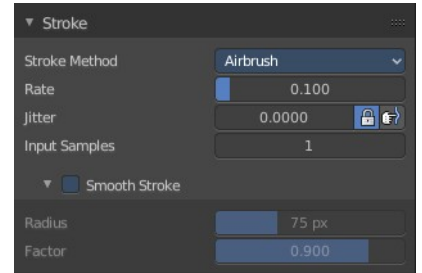 Stroke
Stroke Method Airbrush
Rate 0.100
Jitter 0.0000
Input Samples 1
Smooth Stroke
Radius 75 px
Factor 0.900